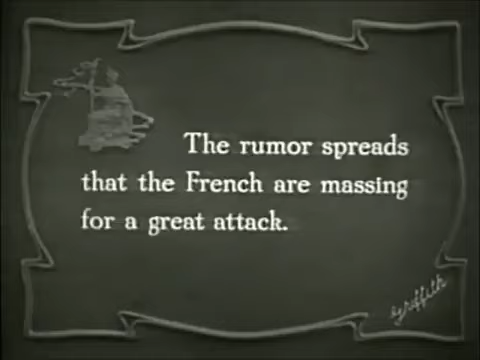 The rumor spreads
that the French are massing
for a great attack.
Griffith